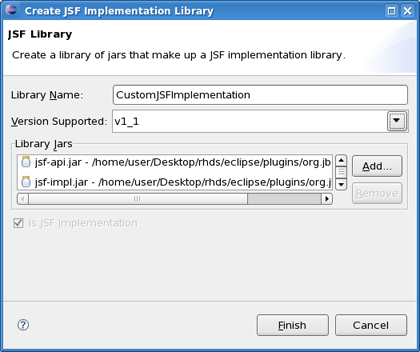 Create JSF Implementation Library
JSF Library
Create a library of jars that make up a JSF implementation library.
Library Name: CustomJSFImplementation
Version Supported: v1_1
Library Jars
jsf-api.jar - /home/user/Desktop/rhds/eclipse/plugins/org.jb
jsf-impl.jar - /home/user/Desktop/rhds/eclipse/plugins/org.j
Add...
Remove
Is JSF Implementation
?
Finish Cancel